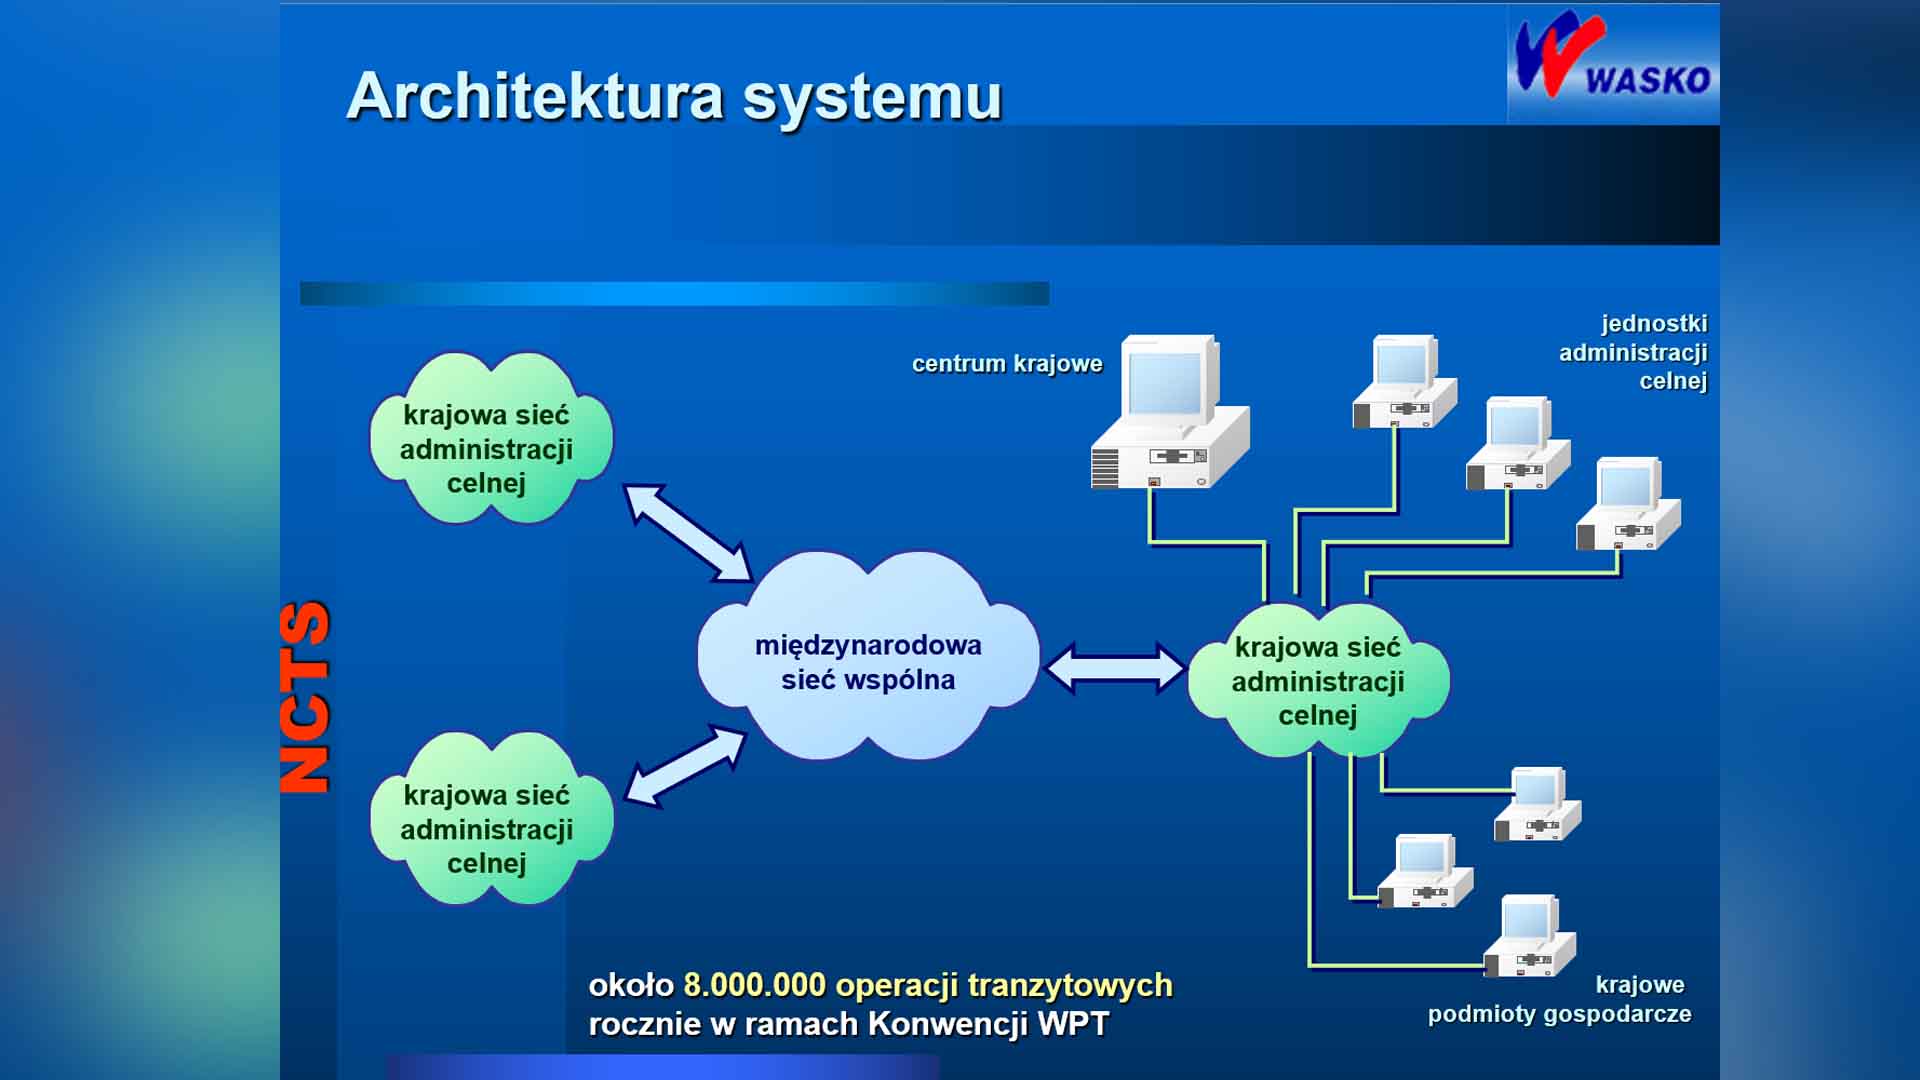 Architektura systemu
WASKO
jednostki
administracji
celnej
centrum krajowe
krajowa sieć
administracji
celnej
międzynarodowa
sieć wspólna
krajowa sieć
administracji
celnej
NCTS
krajowa sieć
administracji
celnej
około 8.000.000 operacji tranzytowych
rocznie w ramach Konwencji WPT
krajowe
podmioty gospodarcze